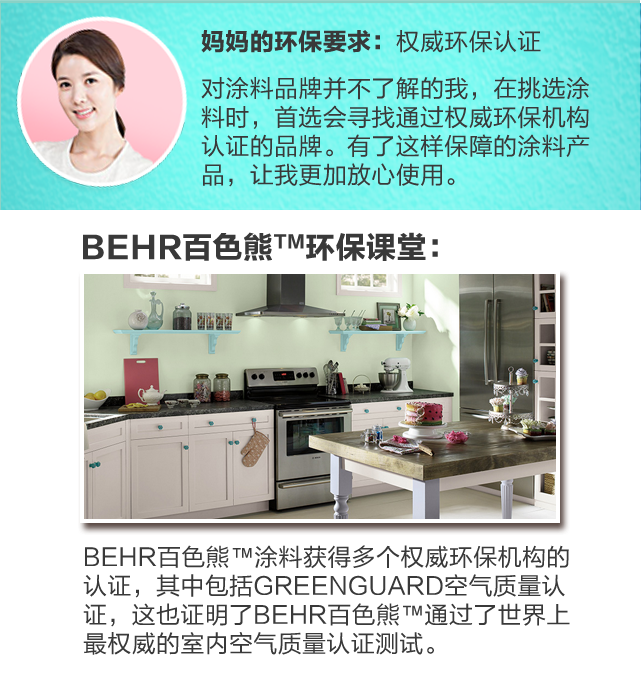 妈妈的环保要求：权威环保认证
对涂料品牌并不了解的我，在挑选涂
料时，首选会寻找通过权威环保机构
认证的品牌。有了这样保障的涂料产
品，让我更加放心使用。
BEHR百色熊™环保课堂：
BEHR百色熊™涂料获得多个权威环保机构的
认证，其中包括GREENGUARD空气质量认
证，这也证明了BEHR百色熊™通过了世界上
最权威的室内空气质量认证测试。